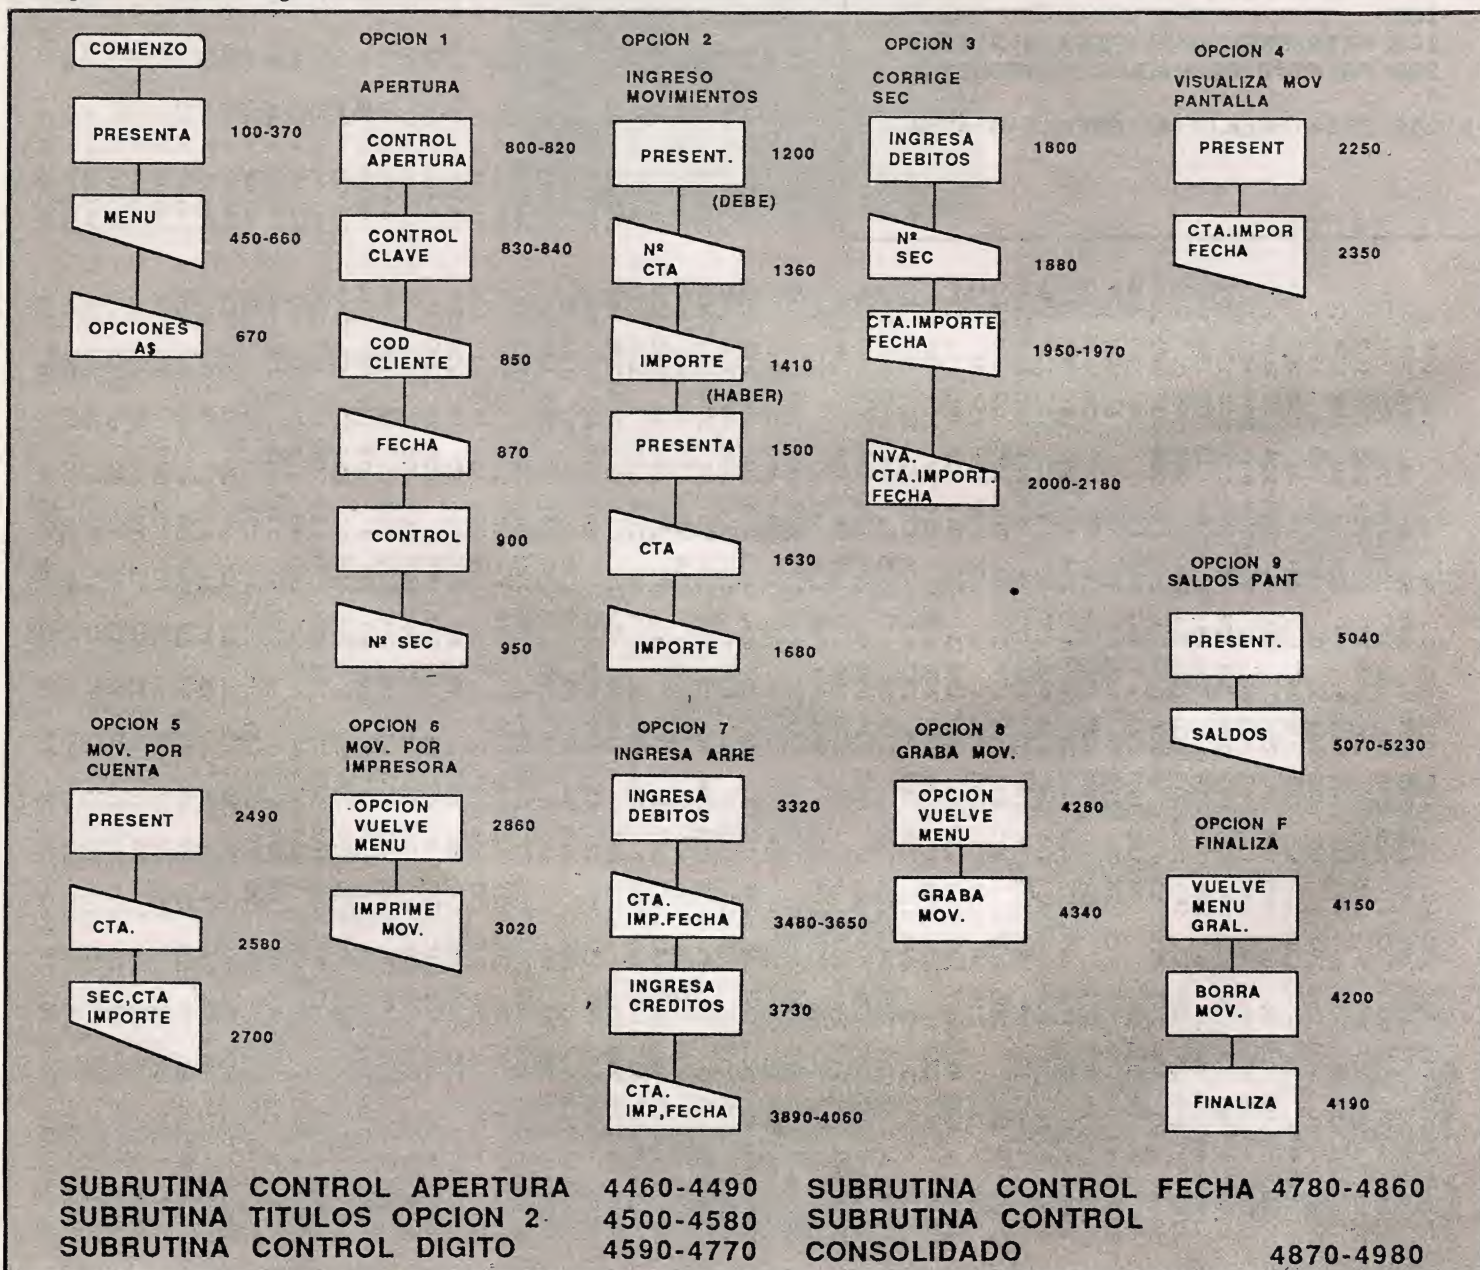 COMIENZO
PRESENTA 100-370
MENU
450-660
OPCIONES
A$
670
OPCION 1
APERTURA
CONTROL
APERTURA
800-820
CONTROL
CLAVE
830-840
COD
CLIENTE
850
FECHA 870
CONTROL 900
Nº SEC 950
OPCION 2
INGRESO
MOVIMIENTOS
PRESENT. 1200
(DEBE)
Nº
CTA
1360
IMPORTE 1410
(HABER)
PRESENTA 1500
CTA 1630
IMPORTE 1680
OPCION 3
CORRIGE
SEC
INGRESA
DEBITOS
1800
Nº
SEC
1880
CTA.IMPORTE
FECHA
1950-1970
NVA.
CTA.IMPORT.
FECHA
2000-2180
OPCION 4
VISUALIZA MOV
PANTALLA
PRESENT 2250
CTA.IMPOR
FECHA
2350
OPCION 9
SALDOS PANT
PRESENT. 5040
SALDOS 5070-5230
OPCION 5
MOV. POR
CUENTA
PRESENT 2490
CTA. 2580
SEC,CTA
IMPORTE
2700
OPCION 6
MOV. POR
IMPRESORA
OPCION
VUELVE
MENU
2860
IMPRIME
MOV.
3020
OPCION 7
INGRESA ARRE
INGRESA
DEBITOS
3320
CTA.
IMP.FECHA
3480-3650
INGRESA
CREDITOS
3730
CTA.
IMP,FECHA
3890-4060
OPCION 8
GRABA MOV.
OPCION
VUELVE
MENU
4280
GRABA
MOV.
4340
OPCION F
FINALIZA
VUELVE
MENU
GRAL.
4150
BORRA
MOV.
4200
FINALIZA 4190
SUBRUTINA CONTROL APERTURA 4460-4490
SUBRUTINA TITULOS OPCION 2 4500-4580
SUBRUTINA CONTROL DIGITO 4590-4770
SUBRUTINA CONTROL FECHA 4780-4860
SUBRUTINA CONTROL
CONSOLIDADO 4870-4980